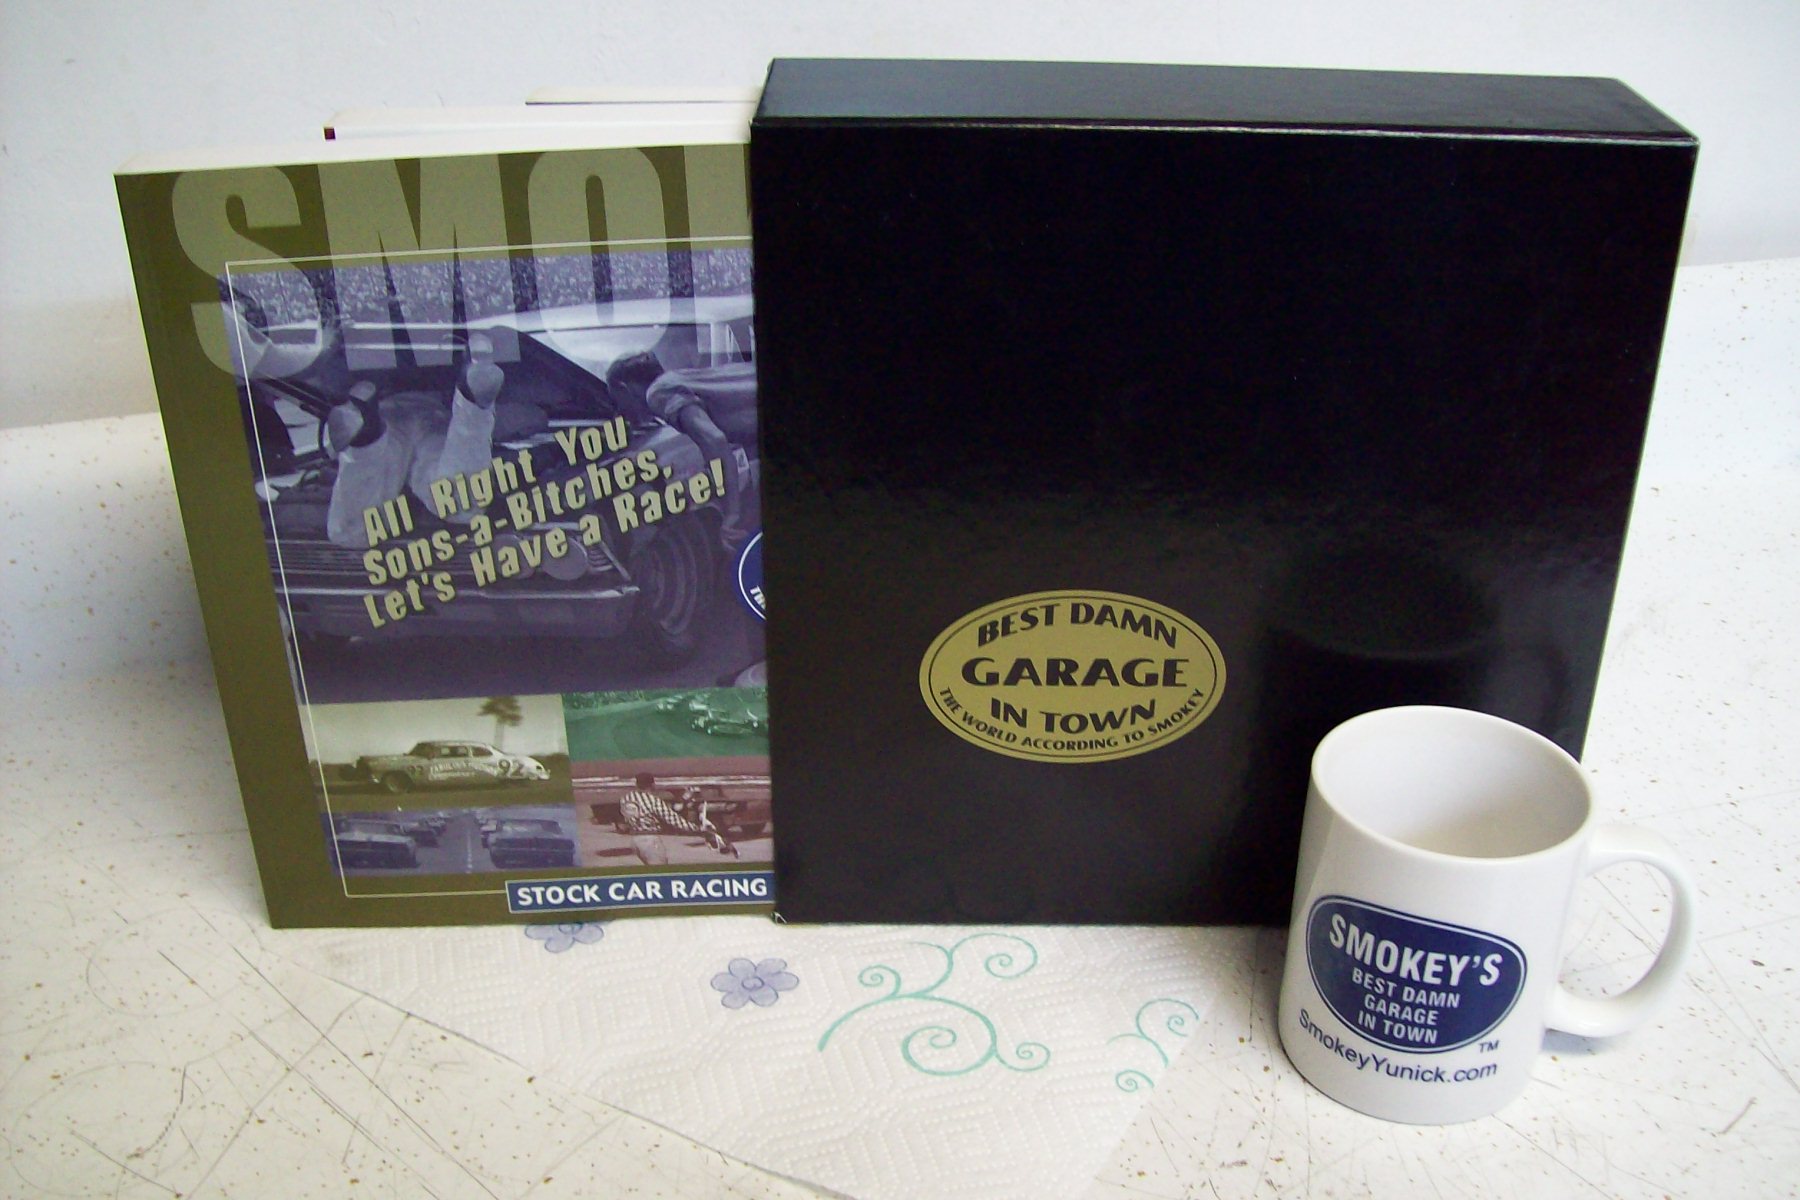 SMO
All Right You
Sons-a-Bitches,
Let's Have a Race!
92
STOCK CAR RACING
BEST DAMN
GARAGE
IN TOWN
THE WORLD ACCORDING TO SMOKEY
SMOKEY'S
BEST DAMN
GARAGE
IN TOWN
TM
SmokeyYunick.com